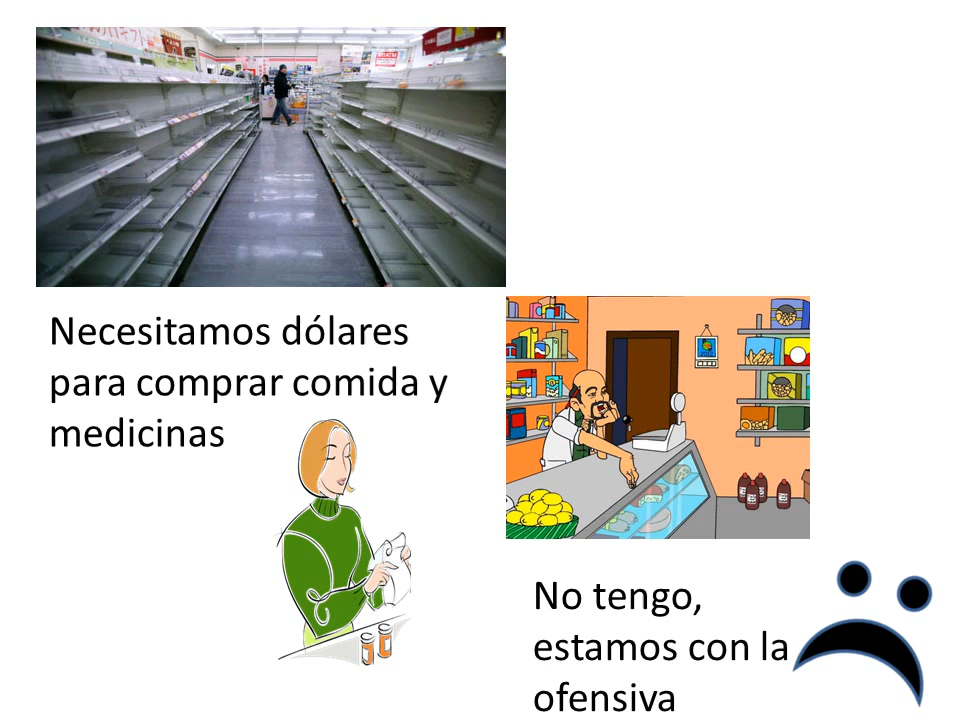 Necesitamos dólares
para comprar comida y
medicinas
No tengo,
estamos con la
ofensiva